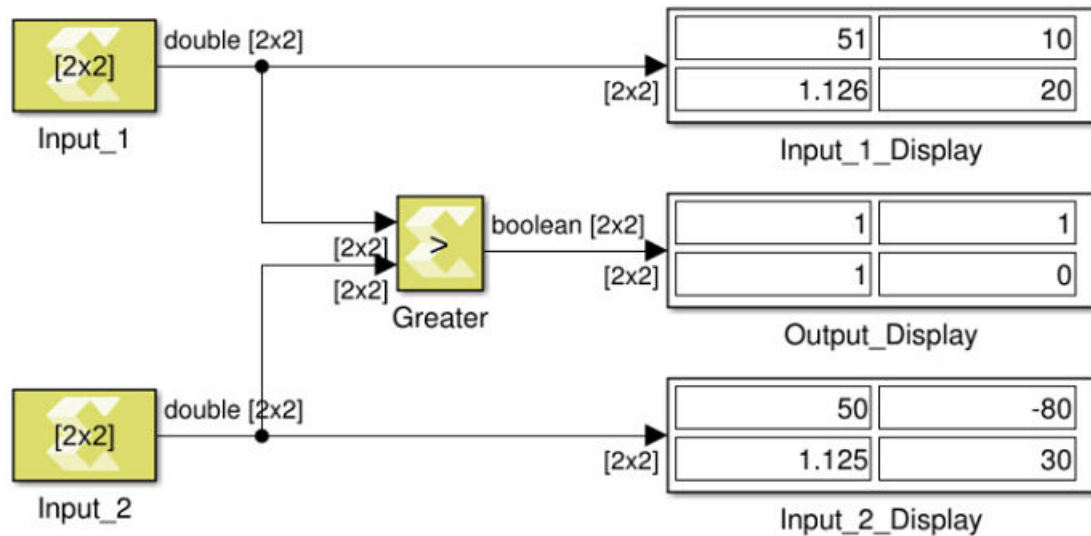 double [2x2]
[2x2]
Input_1
[2x2]
51 10
1.126 20
Input_1_Display
[2x2]
[2x2]
>
Greater
boolean [2x2]
[2x2]
1 1
1 0
Output_Display
double [2x2]
[2x2]
Input_2
[2x2]
50 -80
1.125 30
Input_2_Display